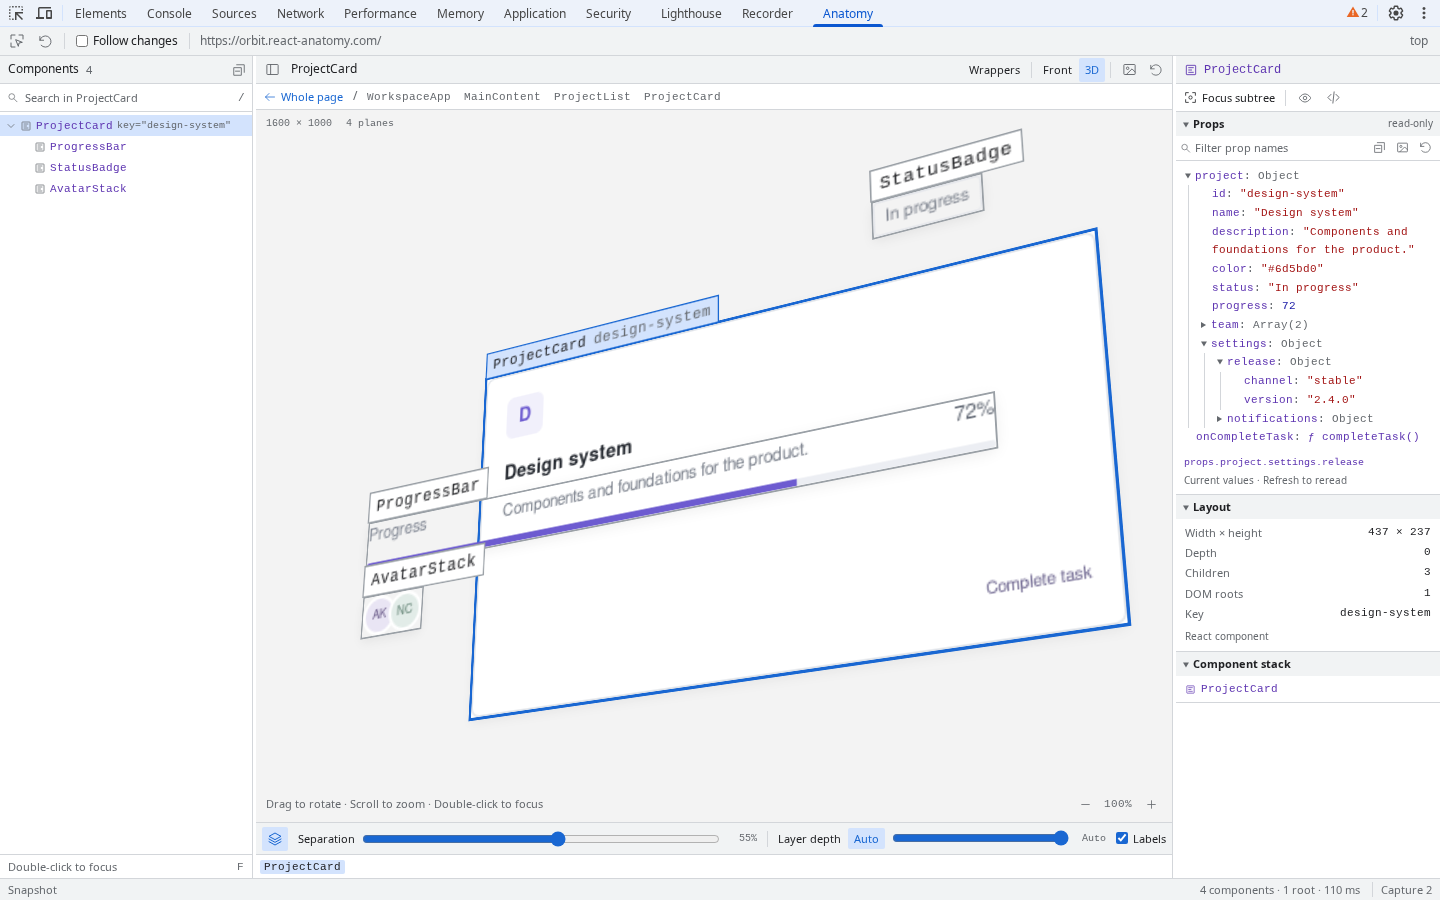 Elements Console Sources Network Performance Memory Application Security Lighthouse Recorder Anatomy 2
Follow changes https://orbit.react-anatomy.com/ top
Components 4
Search in ProjectCard /
ProjectCard key="design-system"
ProgressBar
StatusBadge
AvatarStack
Double-click to focus F
ProjectCard Wrappers Front 3D
Whole page / WorkspaceApp MainContent ProjectList ProjectCard
1600 × 1000 4 planes
StatusBadge
In progress
ProjectCard design-system
D
Design system
72%
Components and foundations for the product.
ProgressBar
Progress
AvatarStack
AK NC
Complete task
Drag to rotate · Scroll to zoom · Double-click to focus 100%
Separation 55% Layer depth Auto Auto Labels
ProjectCard
ProjectCard
Focus subtree
Props read-only
Filter prop names
project: Object
id: "design-system"
name: "Design system"
description: "Components and
foundations for the product."
color: "#6d5bd0"
status: "In progress"
progress: 72
team: Array(2)
settings: Object
release: Object
channel: "stable"
version: "2.4.0"
notifications: Object
onCompleteTask: ƒ completeTask()
props.project.settings.release
Current values · Refresh to reread
Layout
Width × height 437 × 237
Depth 0
Children 3
DOM roots 1
Key design-system
React component
Component stack
ProjectCard
Snapshot 4 components · 1 root · 110 ms Capture 2